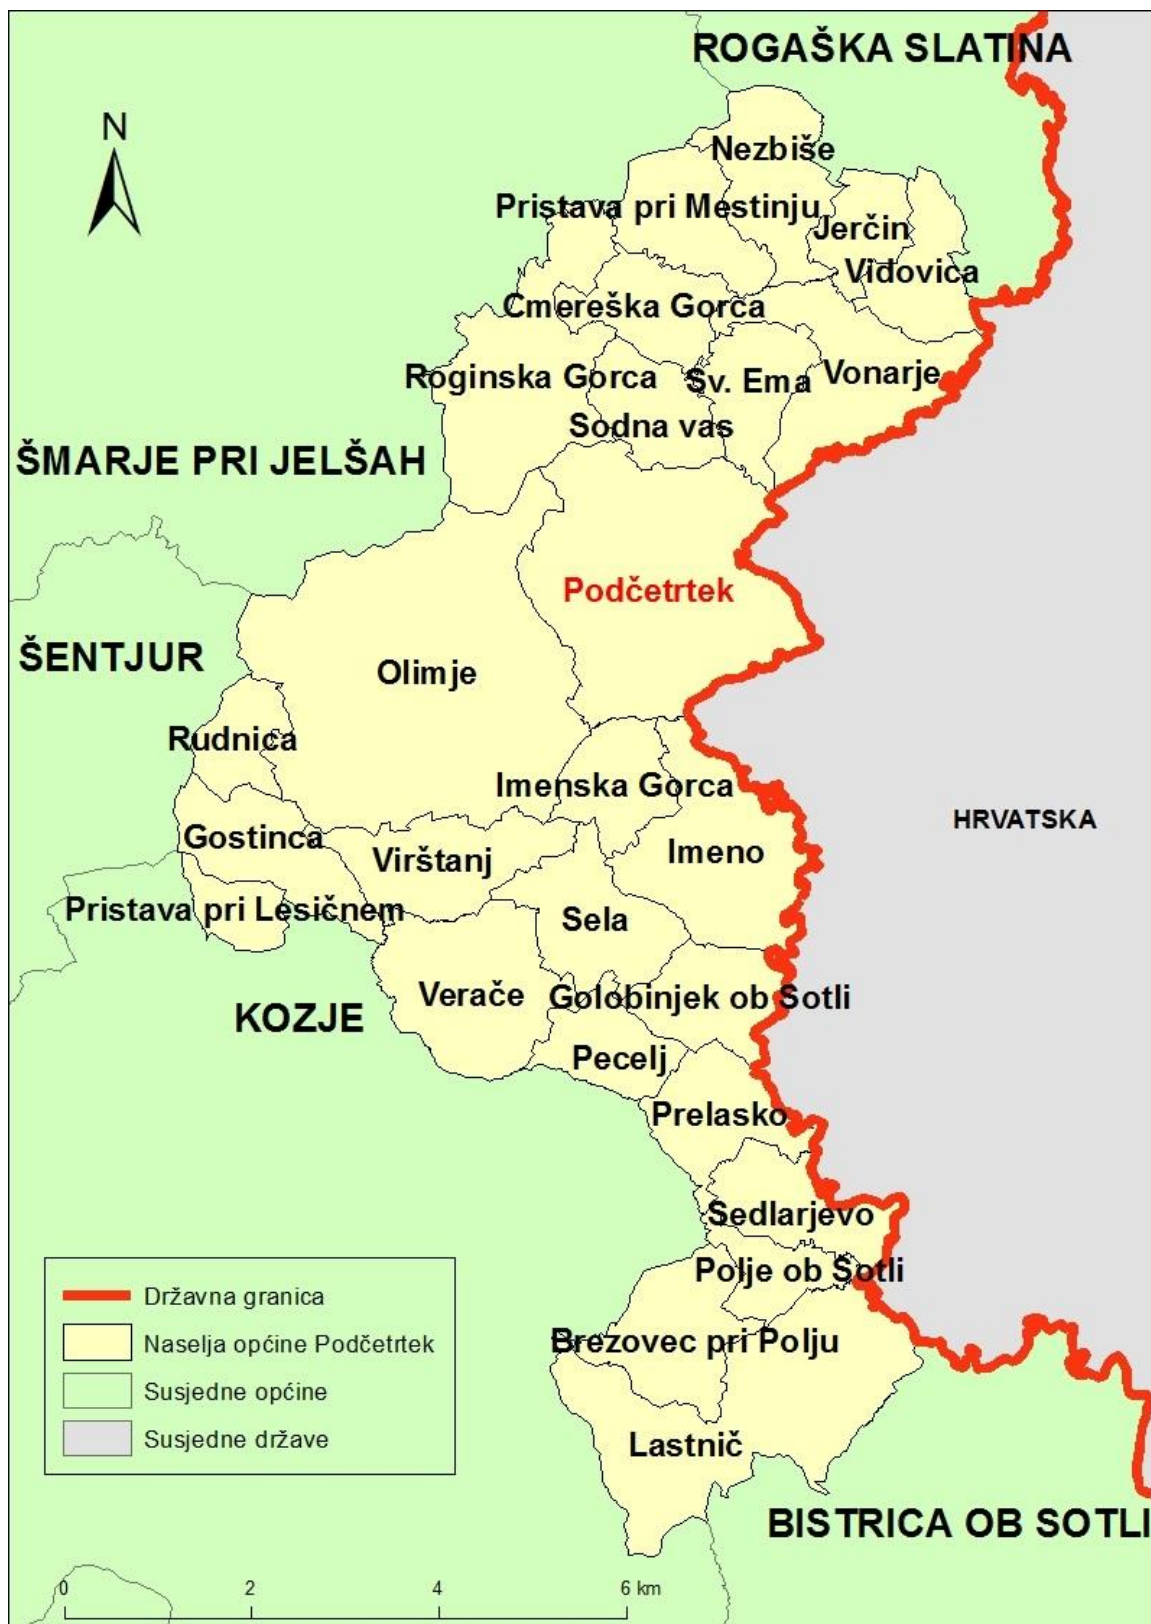 ROGAŠKA SLATINA
N
Nezbiše
Pristava pri Mestinju
Jerčin
Vidovica
Cmereška Gorca
Roginska Gorca
Sv. Ema
Vonarje
Sodna vas
ŠMARJE PRI JELŠAH
Podčetrtek
ŠENTJUR
Olimje
Rudnica
Imenska Gorca
HRVATSKA
Gostinca
Virštanj
Imeno
Pristava pri Lesičnem
Sela
Verače
Golobinjek ob Sotli
KOZJE
Pecelj
Prelasko
Sedlarjevo
Polje ob Sotli
Brezovec pri Polju
Lastnič
BISTRICA OB SOTLI
Državna granica
Naselja općine Podčetrtek
Susjedne općine
Susjedne države
0 2 4 6 km